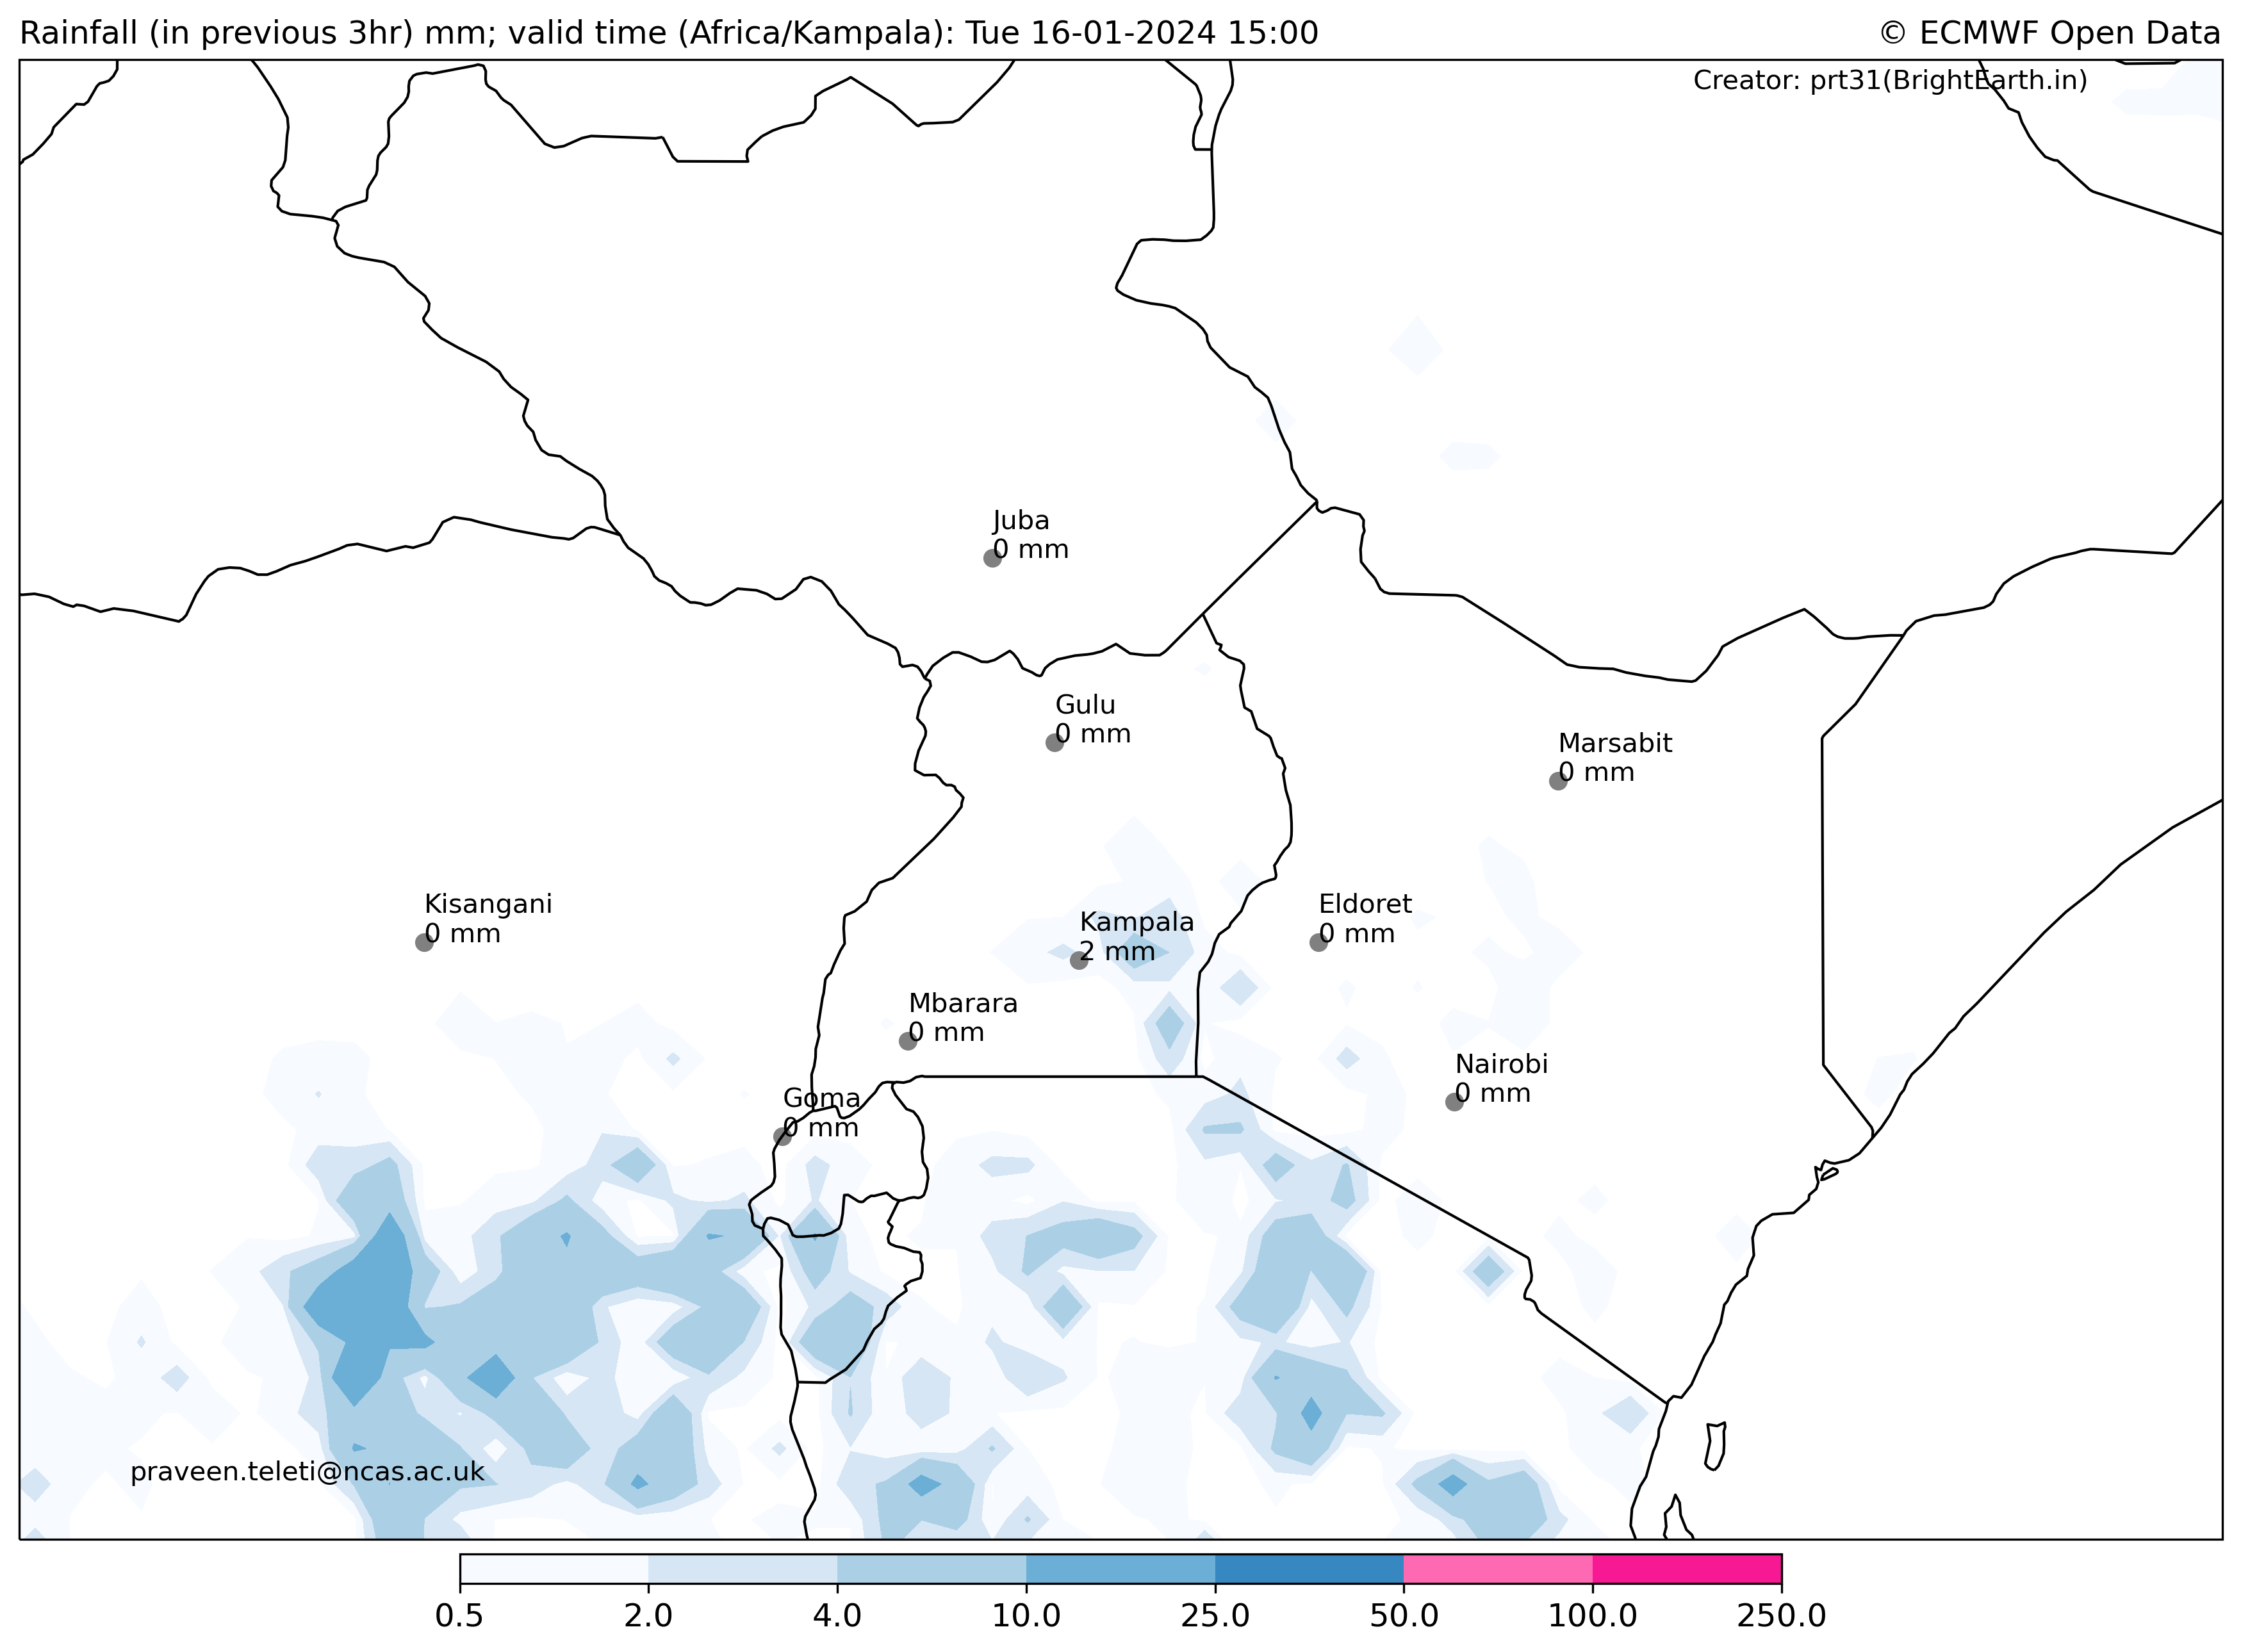 Rainfall (in previous 3hr) mm; valid time (Africa/Kampala): Tue 16-01-2024 15:00
© ECMWF Open Data
Creator: prt31(BrightEarth.in)
Juba
0 mm
Gulu
0 mm
Marsabit
0 mm
Kisangani
0 mm
Kampala
2 mm
Eldoret
0 mm
Mbarara
0 mm
Nairobi
0 mm
Goma
0 mm
praveen.teleti@ncas.ac.uk
0.5 2.0 4.0 10.0 25.0 50.0 100.0 250.0